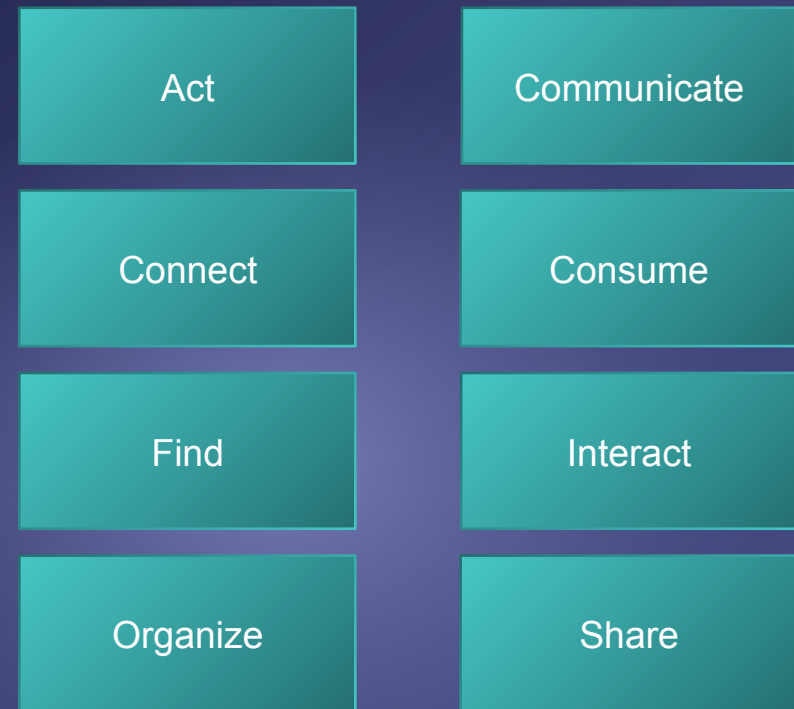 Act
Communicate
Connect
Consume
Find
Interact
Organize
Share